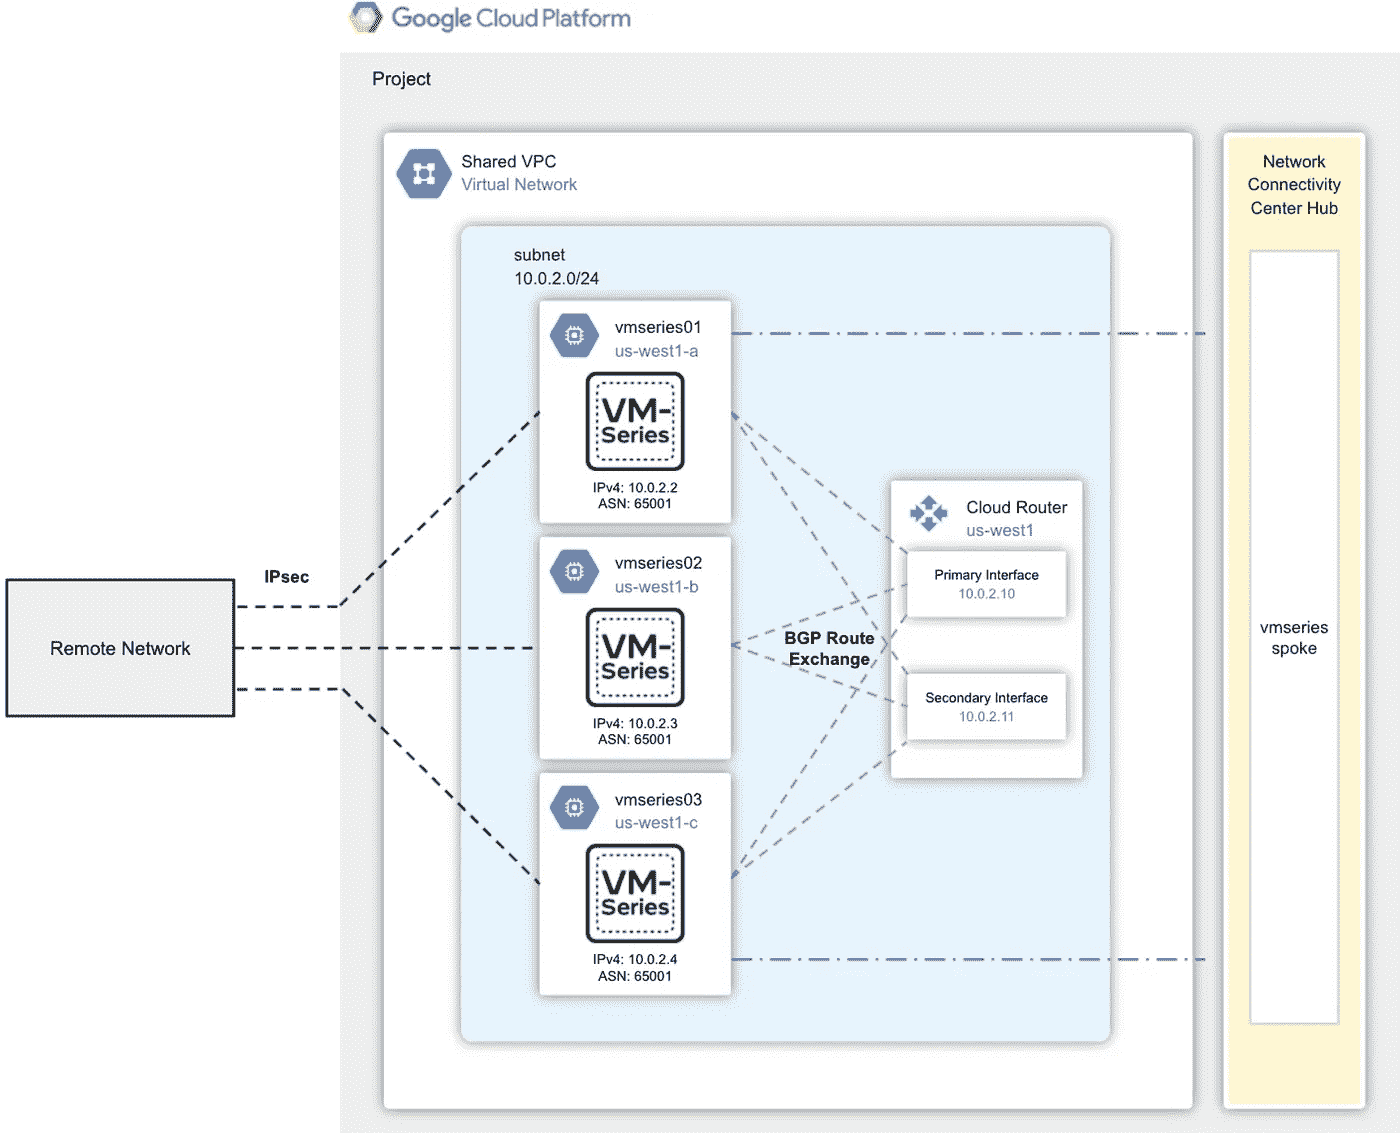 Google Cloud Platform
Project
Shared VPC
Virtual Network
Network
Connectivity
Center Hub
subnet
10.0.2.0/24
vmseries01
us-west1-a
VM-
Series
IPv4: 10.0.2.2
ASN: 65001
vmseries02
us-west1-b
VM-
Series
IPv4: 10.0.2.3
ASN: 65001
vmseries03
us-west1-c
VM-
Series
IPv4: 10.0.2.4
ASN: 65001
IPsec
Remote Network
BGP Route
Exchange
Cloud Router
us-west1
Primary Interface
10.0.2.10
Secondary Interface
10.0.2.11
vmseries
spoke